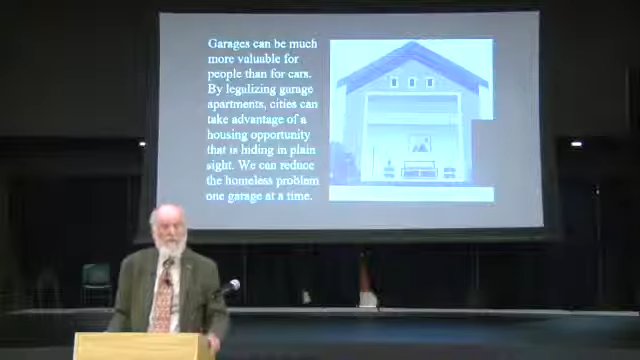 Garages can be much
more valuable for
people than for cars.
By legalizing garage
apartments, cities can
take advantage of a
housing opportunity
that is hiding in plain
sight. We can reduce
the homeless problem
one garage at a time.